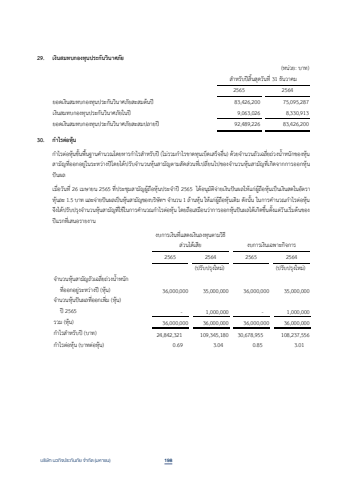 29. เงินสมทบกองทุนประกันวินาศภัย
(หน่วย: บาท)
สำหรับปีสิ้นสุดวันที่ 31 ธันวาคม
2565 2564
ยอดเงินสมทบกองทุนประกันวินาศภัยสะสมต้นปี 83,426,200 75,095,287
เงินสมทบกองทุนประกันวินาศภัยในปี 9,063,026 8,330,913
ยอดเงินสมทบกองทุนประกันวินาศภัยสะสมปลายปี 92,489,226 83,426,200
30. กำไรต่อหุ้น
กำไรต่อหุ้นขั้นพื้นฐานคำนวณโดยหารกำไรสำหรับปี (ไม่รวมกำไรขาดทุนเบ็ดเสร็จอื่น) ด้วยจำนวนถัวเฉลี่ยถ่วงน้ำหนักของหุ้น
สามัญที่ออกอยู่ในระหว่างปีโดยได้ปรับจำนวนหุ้นสามัญตามสัดส่วนที่เปลี่ยนไปของจำนวนหุ้นสามัญที่เกิดจากการออกหุ้น
ปันผล
เมื่อวันที่ 26 เมษายน 2565 ที่ประชุมสามัญผู้ถือหุ้นประจำปี 2565 ได้อนุมัติจ่ายเงินปันผลให้แก่ผู้ถือหุ้นเป็นเงินสดในอัตรา
หุ้นละ 1.5 บาท และจ่ายปันผลเป็นหุ้นสามัญของบริษัทฯ จำนวน 1 ล้านหุ้น ให้แก่ผู้ถือหุ้นเดิม ดังนั้น ในการคำนวณกำไรต่อหุ้น
จึงได้ปรับปรุงจำนวนหุ้นสามัญที่ใช้ในการคำนวณกำไรต่อหุ้น โดยถือเสมือนว่าการออกหุ้นปันผลได้เกิดขึ้นตั้งแต่วันเริ่มต้นของ
ปีแรกที่เสนอรายงาน
งบการเงินที่แสดงเงินลงทุนตามวิธี
ส่วนได้เสีย งบการเงินเฉพาะกิจการ
2565 2564 2565 2564
(ปรับปรุงใหม่) (ปรับปรุงใหม่)
จำนวนหุ้นสามัญถัวเฉลี่ยถ่วงน้ำหนัก
ที่ออกอยู่ระหว่างปี (หุ้น) 36,000,000 35,000,000 36,000,000 35,000,000
จำนวนหุ้นปันผลที่ออกเพิ่ม (หุ้น)
ปี 2565 - 1,000,000 - 1,000,000
รวม (หุ้น) 36,000,000 36,000,000 36,000,000 36,000,000
กำไรสำหรับปี (บาท) 24,842,321 109,345,180 30,678,955 108,237,556
กำไรต่อหุ้น (บาทต่อหุ้น) 0.69 3.04 0.85 3.01
บริษัท นวกิจประกันภัย จำกัด (มหาชน) 198